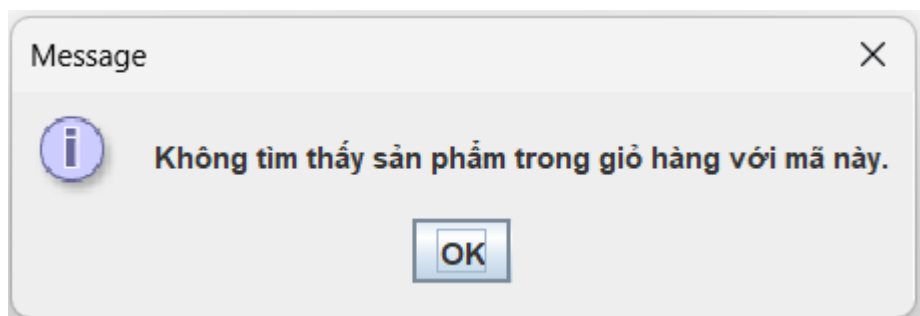 Message
Không tìm thấy sản phẩm trong giỏ hàng với mã này.
OK